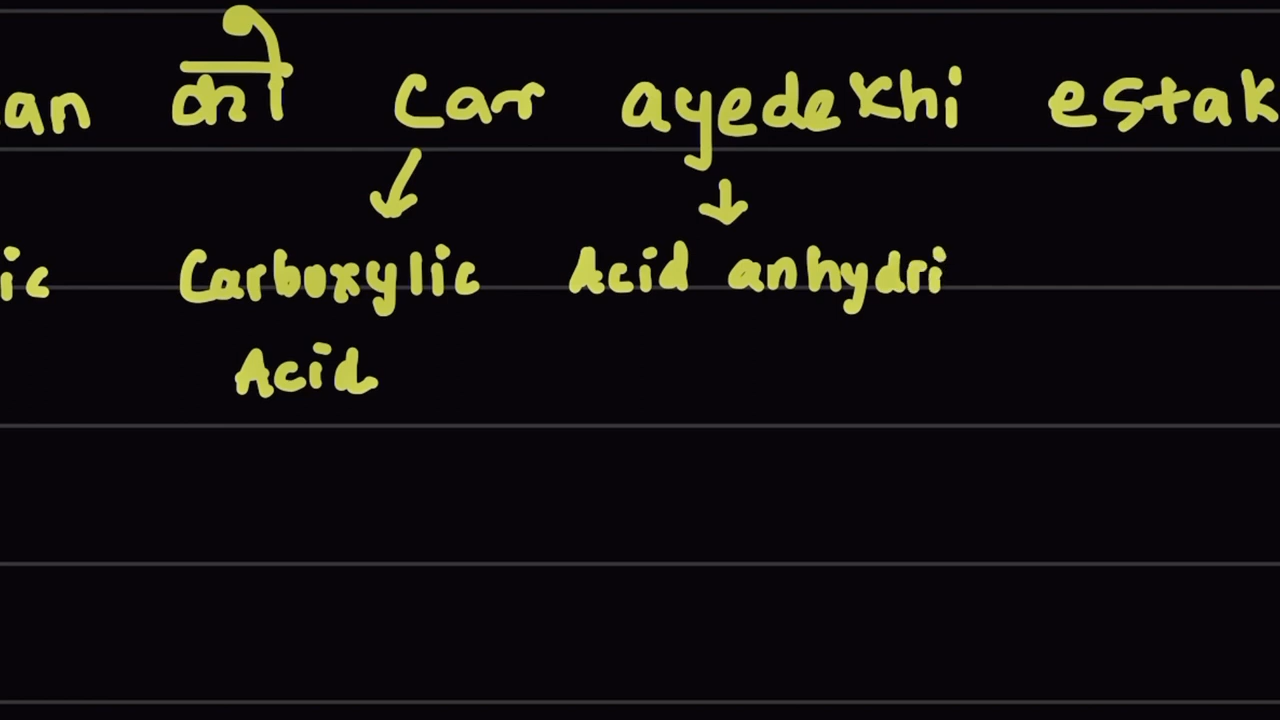 an को car ayedekhi estak
ic Carboxylic Acid anhydri
Acid